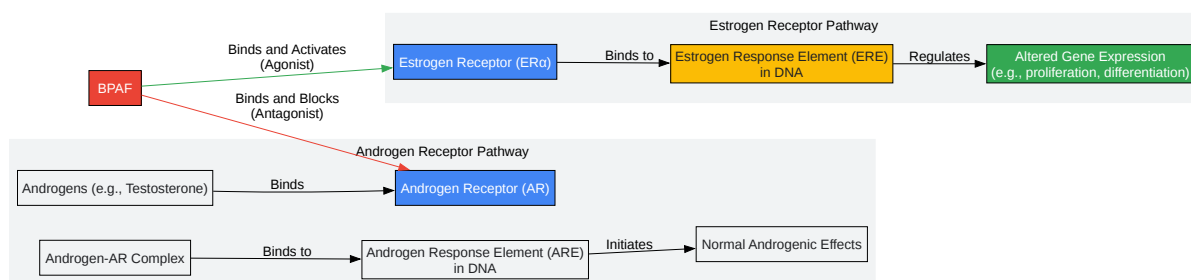 Estrogen Receptor Pathway
Binds and Activates
(Agonist)
Estrogen Receptor (ERα)
Binds to
Estrogen Response Element (ERE)
in DNA
Regulates
Altered Gene Expression
(e.g., proliferation, differentiation)
BPAF
Binds and Blocks
(Antagonist)
Androgen Receptor Pathway
Androgens (e.g., Testosterone)
Binds
Androgen Receptor (AR)
Androgen-AR Complex
Binds to
Androgen Response Element (ARE)
in DNA
Initiates
Normal Androgenic Effects